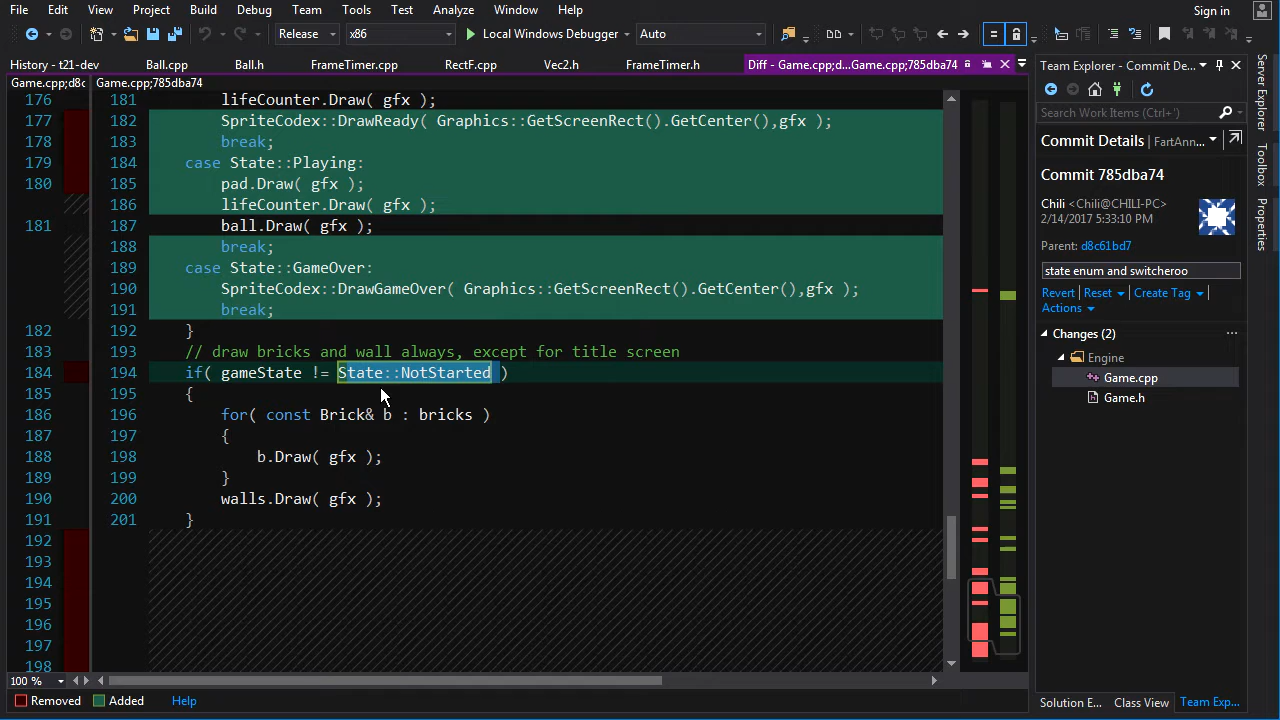 File Edit View Project Build Debug Team Tools Test Analyze Window Help Sign in
Release x86 Local Windows Debugger Auto
History - t21-dev Ball.cpp Ball.h FrameTimer.cpp RectF.cpp Vec2.h FrameTimer.h Diff - Game.cpp;d...Game.cpp;785dba74
Game.cpp;d8c Game.cpp;785dba74
176 181 lifeCounter.Draw( gfx );
177 182 SpriteCodex::DrawReady( Graphics::GetScreenRect().GetCenter(),gfx );
178 183 break;
179 184 case State::Playing:
180 185 pad.Draw( gfx );
186 lifeCounter.Draw( gfx );
181 187 ball.Draw( gfx );
188 break;
189 case State::GameOver:
190 SpriteCodex::DrawGameOver( Graphics::GetScreenRect().GetCenter(),gfx );
191 break;
182 192 }
183 193 // draw bricks and wall always, except for title screen
184 194 if( gameState != State::NotStarted )
185 195 {
186 196 for( const Brick& b : bricks )
187 197 {
188 198 b.Draw( gfx );
189 199 }
190 200 walls.Draw( gfx );
191 201 }
192
193
194
195
196
197
198
100 %
Removed Added Help
Team Explorer - Commit De...
Search Work Items (Ctrl+')
Commit Details | FartAnn...
Commit 785dba74
Chili <Chili@CHILI-PC>
2/14/2017 5:33:10 PM
Parent: d8c61bd7
state enum and switcheroo
Revert Reset Create Tag
Actions
Changes (2)
Engine
Game.cpp
Game.h
Solution E... Class View Team Exp...
Server Explorer
Toolbox
Properties